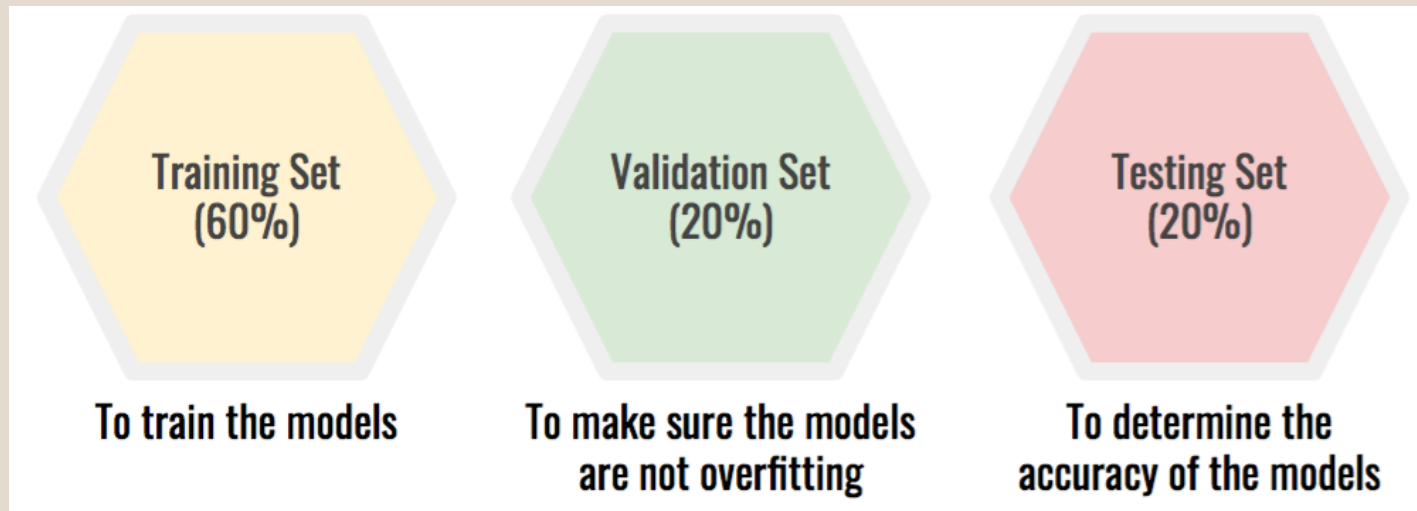 Training Set
(60%)
To train the models
Validation Set
(20%)
To make sure the models
are not overfitting
Testing Set
(20%)
To determine the
accuracy of the models